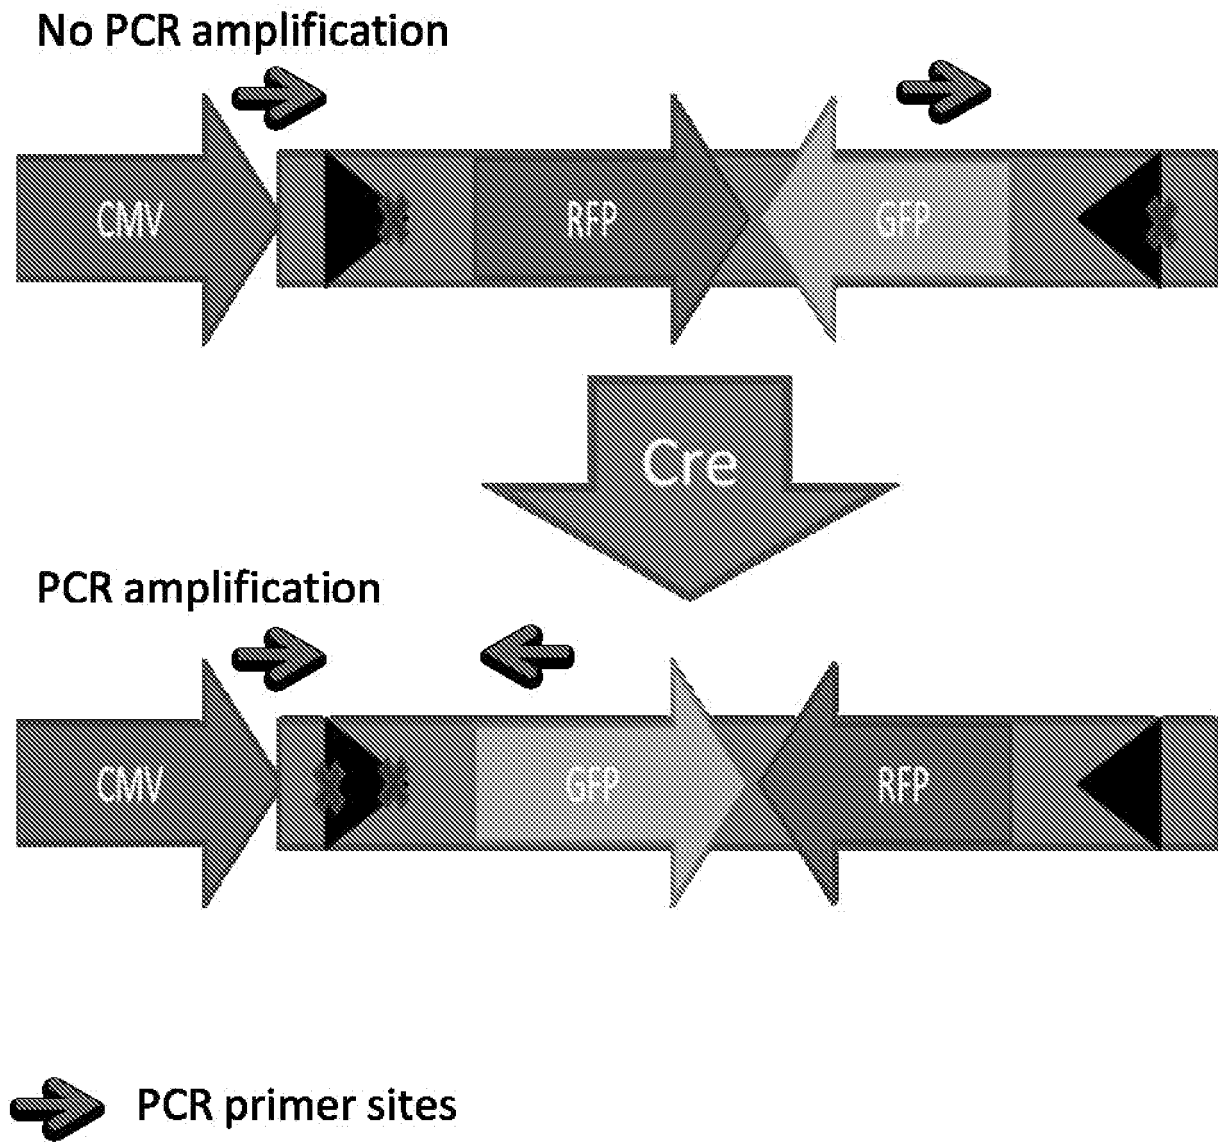 No PCR amplification
CMV
RFP
GFP
Cre
PCR amplification
CMV
GFP
RFP
PCR primer sites